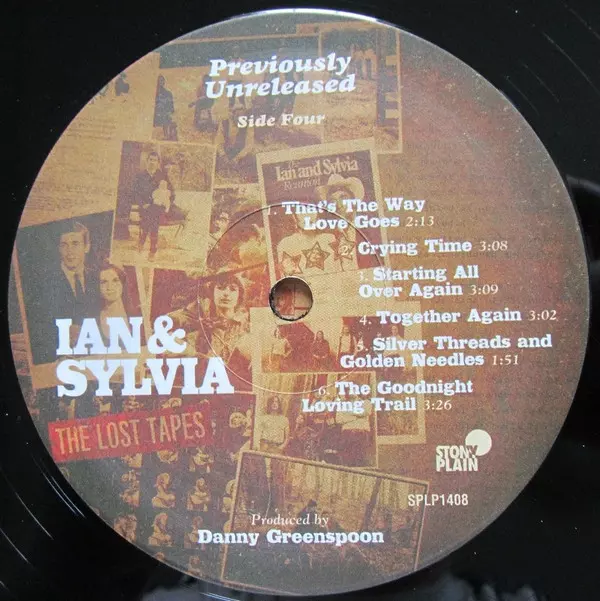 Previously
Unreleased
Side Four
Ian and Sylvia
Reunion
1. That's The Way
Love Goes 2:13
2. Crying Time 3:08
3. Starting All
Over Again 3:09
4. Together Again 3:02
5. Silver Threads and
Golden Needles 1:51
6. The Goodnight
Loving Trail 3:26
IAN &
SYLVIA
THE LOST TAPES
STONY
PLAIN
SPLP1408
Produced by
Danny Greenspoon